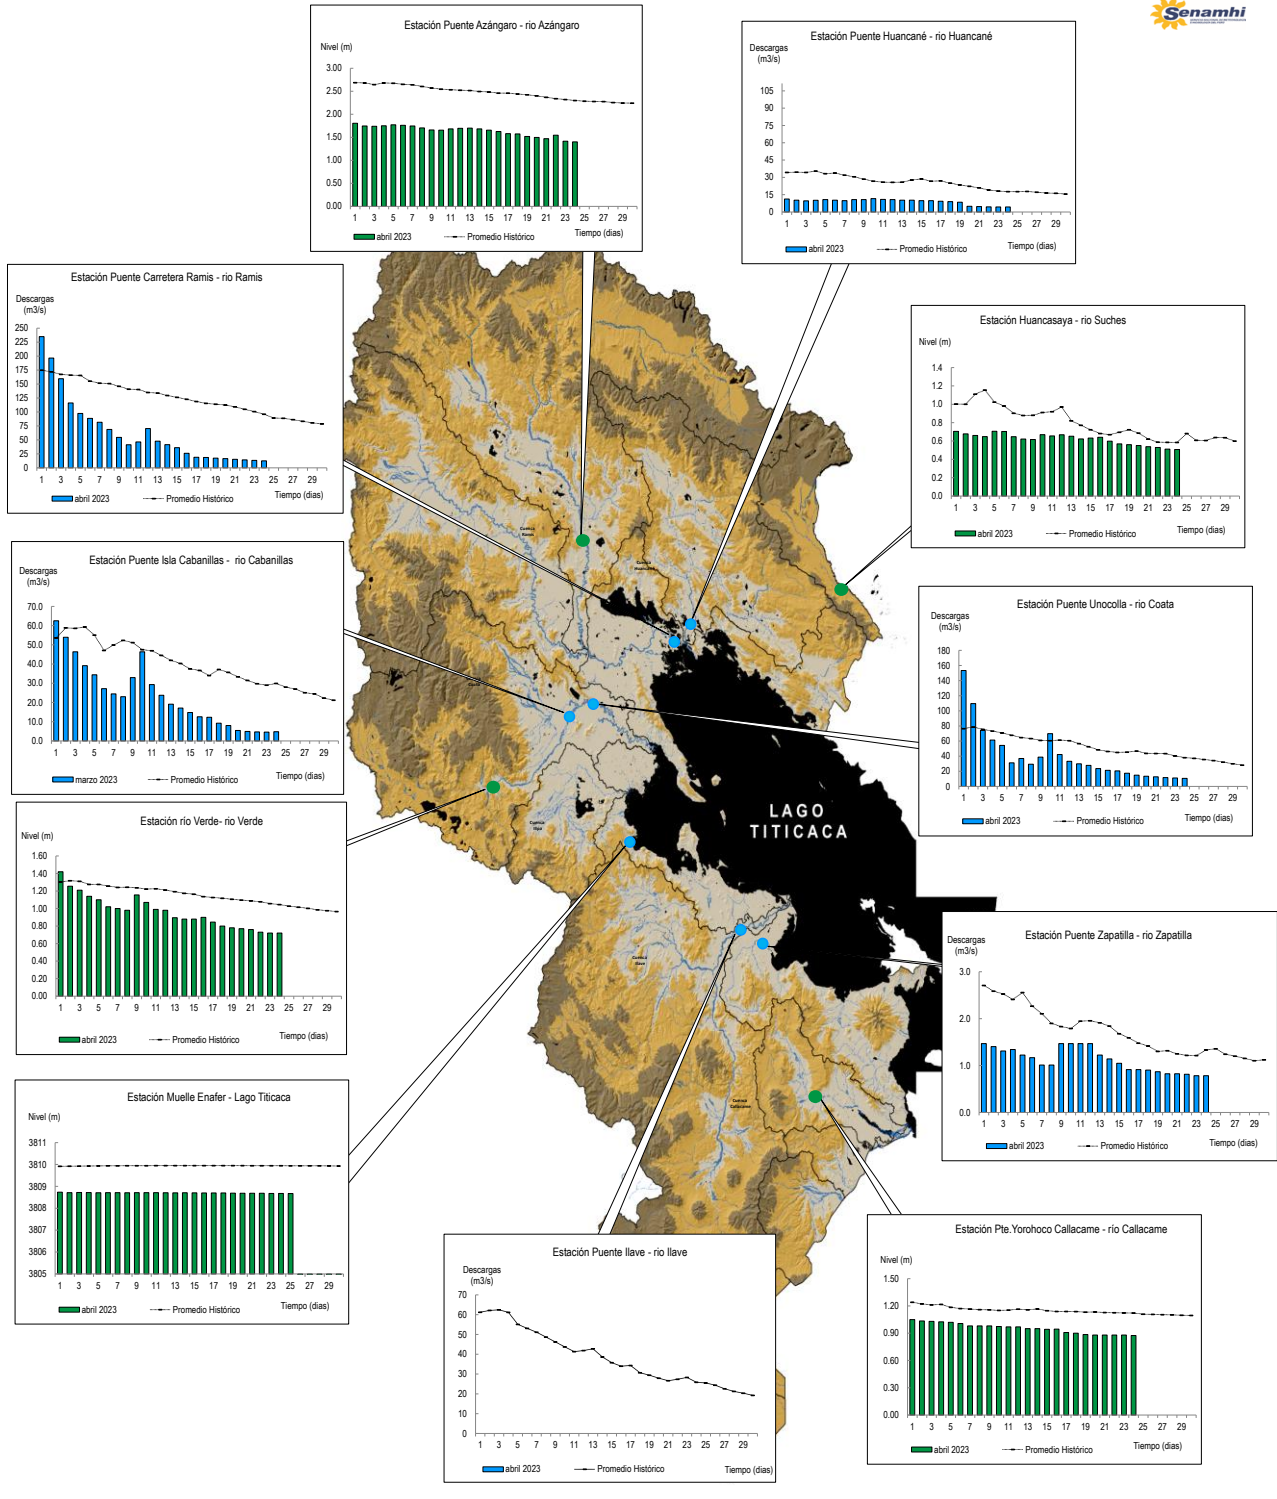 Senamhi
Estación Puente Azángaro - rio Azángaro
Nivel (m)
3.00
2.50
2.00
1.50
1.00
0.50
0.00
1 3 5 7 9 11 13 15 17 19 21 23 25 27 29
Tiempo (dias)
abril 2023 Promedio Histórico
Estación Puente Huancané - rio Huancané
Descargas
(m3/s)
105
90
75
60
45
30
15
0
1 3 5 7 9 11 13 15 17 19 21 23 25 27 29
Tiempo (dias)
abril 2023 Promedio Histórico
Estación Puente Carretera Ramis - rio Ramis
Descargas
(m3/s)
250
225
200
175
150
125
100
75
50
25
0
1 3 5 7 9 11 13 15 17 19 21 23 25 27 29
Tiempo (dias)
abril 2023 Promedio Histórico
Estación Huancasaya - rio Suches
Nivel (m)
1.4
1.2
1.0
0.8
0.6
0.4
0.2
0.0
1 3 5 7 9 11 13 15 17 19 21 23 25 27 29
Tiempo (dias)
abril 2023 Promedio Histórico
Estación Puente Isla Cabanillas - rio Cabanillas
Descargas
(m3/s)
70.0
60.0
50.0
40.0
30.0
20.0
10.0
0.0
1 3 5 7 9 11 13 15 17 19 21 23 25 27 29
Tiempo (dias)
marzo 2023 Promedio Histórico
Estación Puente Unocolla - rio Coata
Descargas
(m3/s)
180
160
140
120
100
80
60
40
20
0
1 3 5 7 9 11 13 15 17 19 21 23 25 27 29
Tiempo (dias)
abril 2023 Promedio Histórico
Estación río Verde- rio Verde
Nivel (m)
1.60
1.40
1.20
1.00
0.80
0.60
0.40
0.20
0.00
1 3 5 7 9 11 13 15 17 19 21 23 25 27 29
Tiempo (dias)
abril 2023 Promedio Histórico
LAGO
TITICACA
Estación Puente Zapatilla - rio Zapatilla
Descargas
(m3/s)
3.0
2.0
1.0
0.0
1 3 5 7 9 11 13 15 17 19 21 23 25 27 29
Tiempo (dias)
abril 2023 Promedio Histórico
Estación Muelle Enafer - Lago Titicaca
Nivel (m)
3811
3810
3809
3808
3807
3806
3805
1 3 5 7 9 11 13 15 17 19 21 23 25 27 29
Tiempo (dias)
abril 2023 Promedio Histórico
Estación Puente Ilave - rio Ilave
Descargas
(m3/s)
70
60
50
40
30
20
10
0
1 3 5 7 9 11 13 15 17 19 21 23 25 27 29
abril 2023 Promedio Histórico Tiempo (dias)
Estación Pte.Yorohoco Callacame - río Callacame
Nivel (m)
1.50
1.20
0.90
0.60
0.30
0.00
1 3 5 7 9 11 13 15 17 19 21 23 25 27 29
Tiempo (dias)
abril 2023 Promedio Histórico